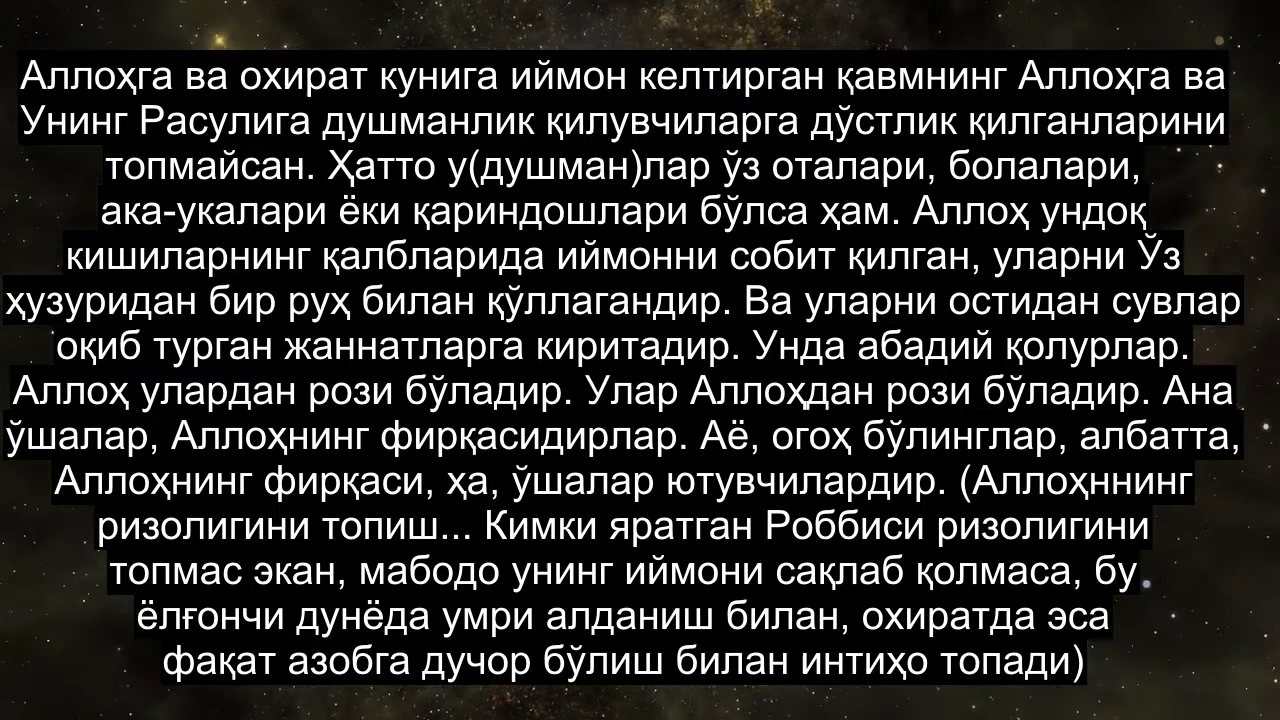 Аллоҳга ва охират кунига иймон келтирган қавмнинг Аллоҳга ва
Унинг Расулига душманлик қилувчиларга дўстлик қилганларини
топмайсан. Ҳатто у(душман)лар ўз оталари, болалари,
ака-укалари ёки қариндошлари бўлса ҳам. Аллоҳ ундоқ
кишиларнинг қалбларида иймонни собит қилган, уларни Ўз
ҳузуридан бир руҳ билан қўллагандир. Ва уларни остидан сувлар
оқиб турган жаннатларга киритадир. Унда абадий қолурлар.
Аллоҳ улардан рози бўладир. Улар Аллоҳдан рози бўладир. Ана
ўшалар, Аллоҳнинг фирқасидирлар. Аё, огоҳ бўлинглар, албатта,
Аллоҳнинг фирқаси, ҳа, ўшалар ютувчилардир. (Аллоҳннинг
ризолигини топиш... Кимки яратган Роббиси ризолигини
топмас экан, мабодо унинг иймони сақлаб қолмаса, бу
ёлғончи дунёда умри алданиш билан, охиратда эса
фақат азобга дучор бўлиш билан интиҳо топади)